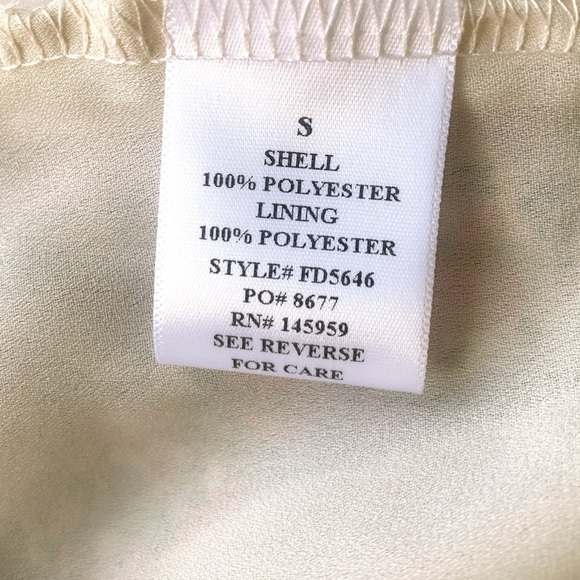 S
SHELL
100% POLYESTER
LINING
100% POLYESTER
STYLE# FD5646
PO# 8677
RN# 145959
SEE REVERSE
FOR CARE